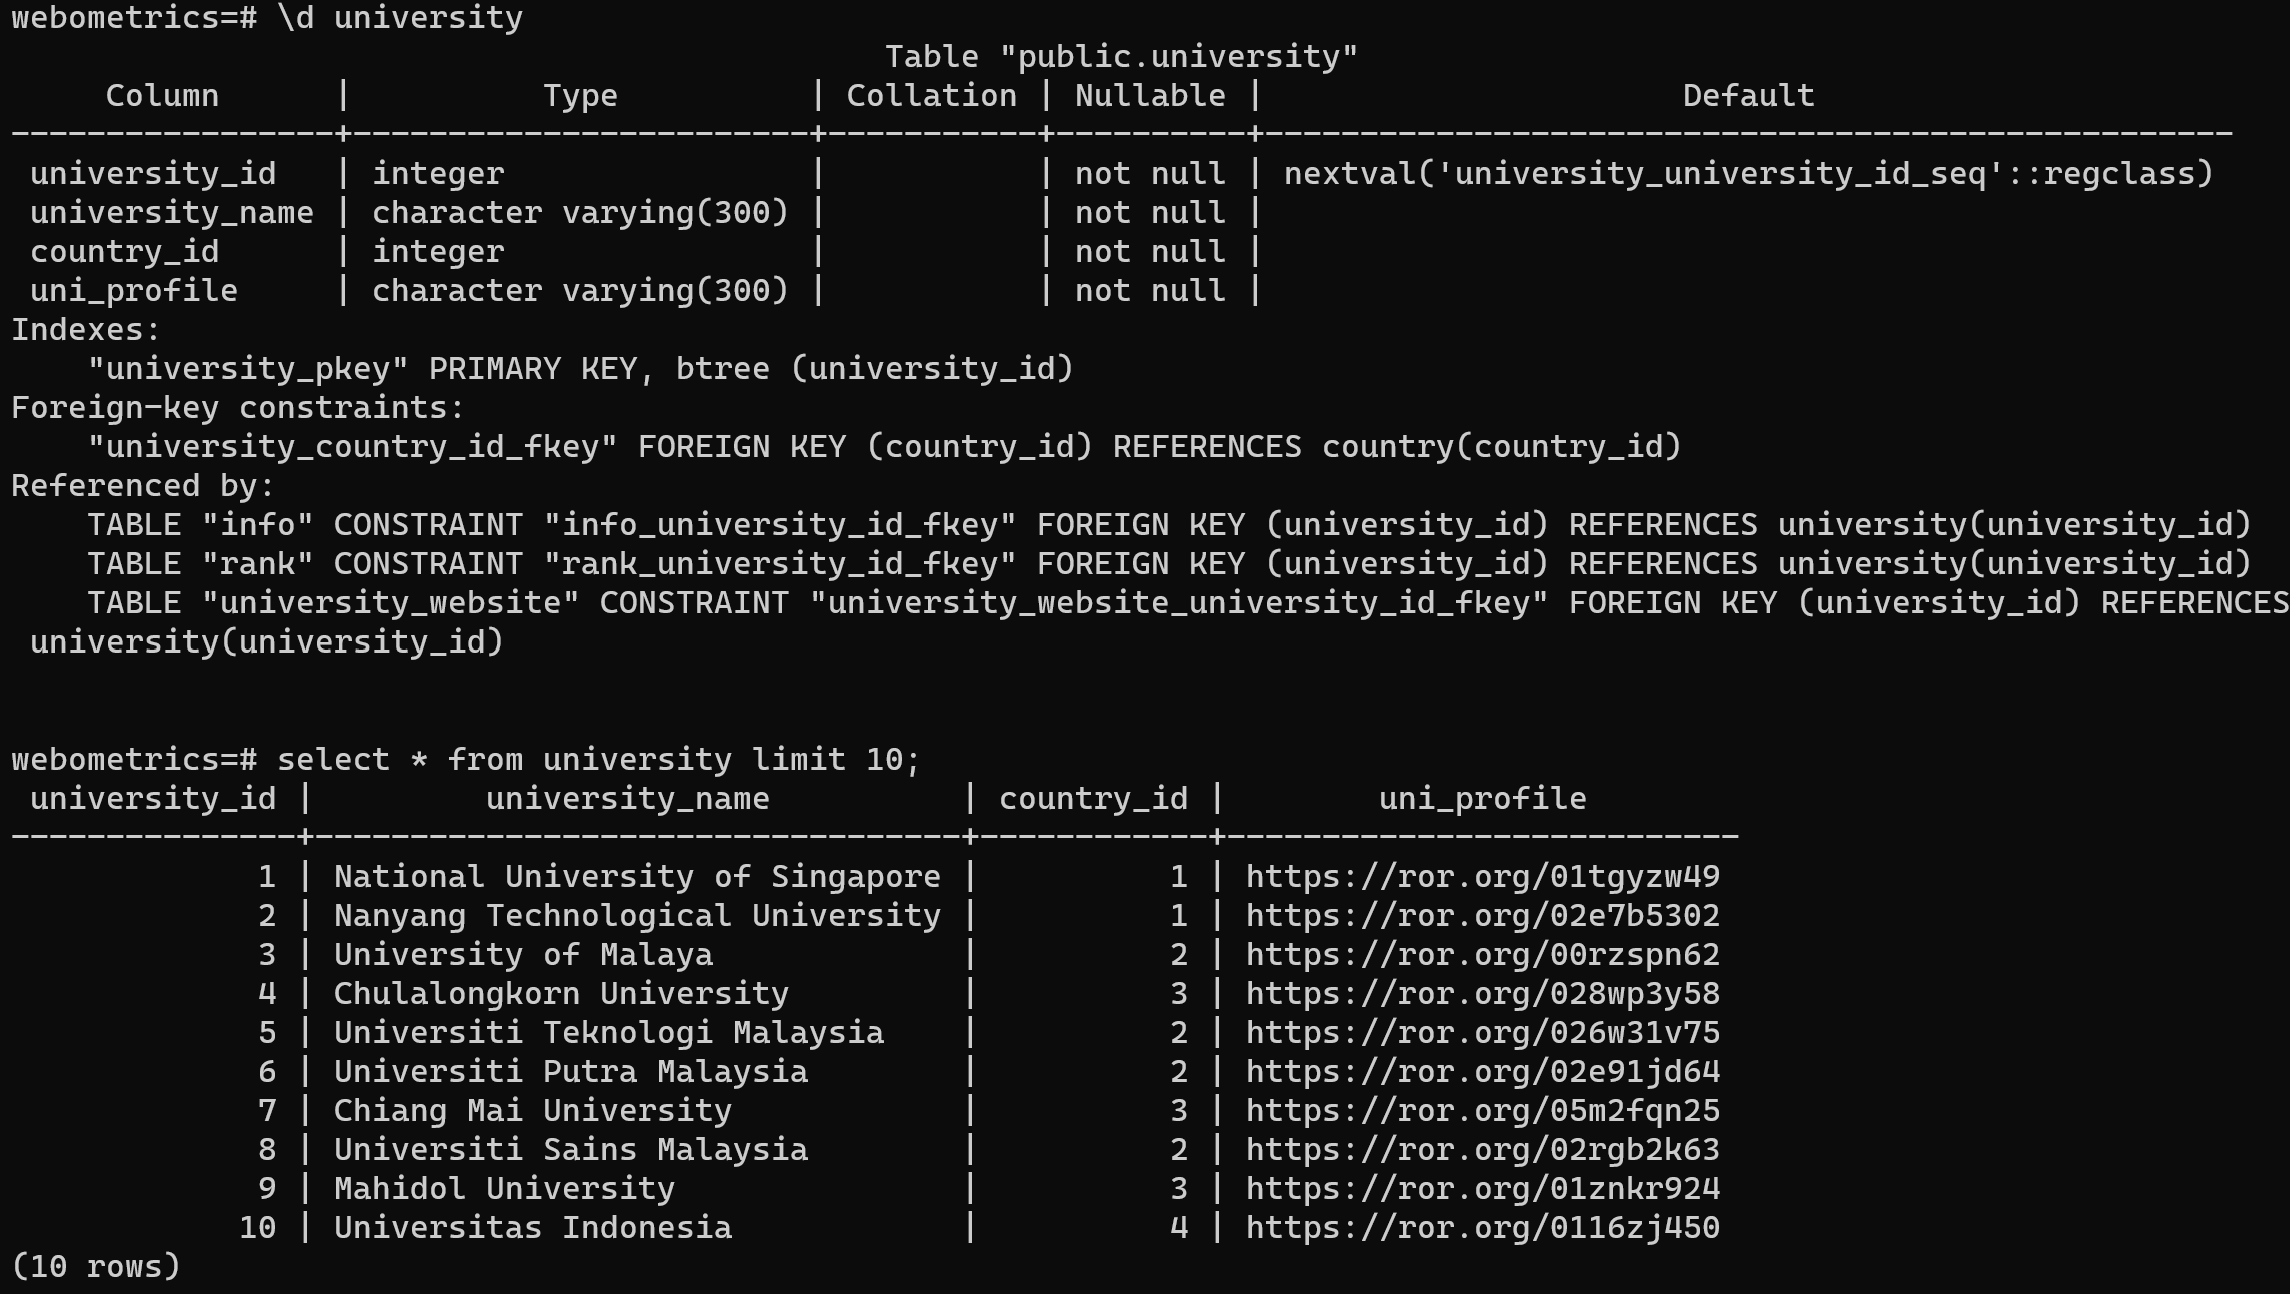 webometrics=# \d university
                                              Table "public.university"
     Column      |          Type          | Collation | Nullable |                      Default
-----------------+------------------------+-----------+----------+---------------------------------------------------
 university_id   | integer                |           | not null | nextval('university_university_id_seq'::regclass)
 university_name | character varying(300) |           | not null |
 country_id      | integer                |           | not null |
 uni_profile     | character varying(300) |           | not null |
Indexes:
    "university_pkey" PRIMARY KEY, btree (university_id)
Foreign-key constraints:
    "university_country_id_fkey" FOREIGN KEY (country_id) REFERENCES country(country_id)
Referenced by:
    TABLE "info" CONSTRAINT "info_university_id_fkey" FOREIGN KEY (university_id) REFERENCES university(university_id)
    TABLE "rank" CONSTRAINT "rank_university_id_fkey" FOREIGN KEY (university_id) REFERENCES university(university_id)
    TABLE "university_website" CONSTRAINT "university_website_university_id_fkey" FOREIGN KEY (university_id) REFERENCES
 university(university_id)
webometrics=# select * from university limit 10;
 university_id |         university_name          | country_id |        uni_profile
---------------+----------------------------------+------------+---------------------------
             1 | National University of Singapore |          1 | https://ror.org/01tgyzw49
             2 | Nanyang Technological University |          1 | https://ror.org/02e7b5302
             3 | University of Malaya             |          2 | https://ror.org/00rzspn62
             4 | Chulalongkorn University         |          3 | https://ror.org/028wp3y58
             5 | Universiti Teknologi Malaysia    |          2 | https://ror.org/026w31v75
             6 | Universiti Putra Malaysia        |          2 | https://ror.org/02e91jd64
             7 | Chiang Mai University            |          3 | https://ror.org/05m2fqn25
             8 | Universiti Sains Malaysia        |          2 | https://ror.org/02rgb2k63
             9 | Mahidol University               |          3 | https://ror.org/01znkr924
            10 | Universitas Indonesia            |          4 | https://ror.org/0116zj450
(10 rows)